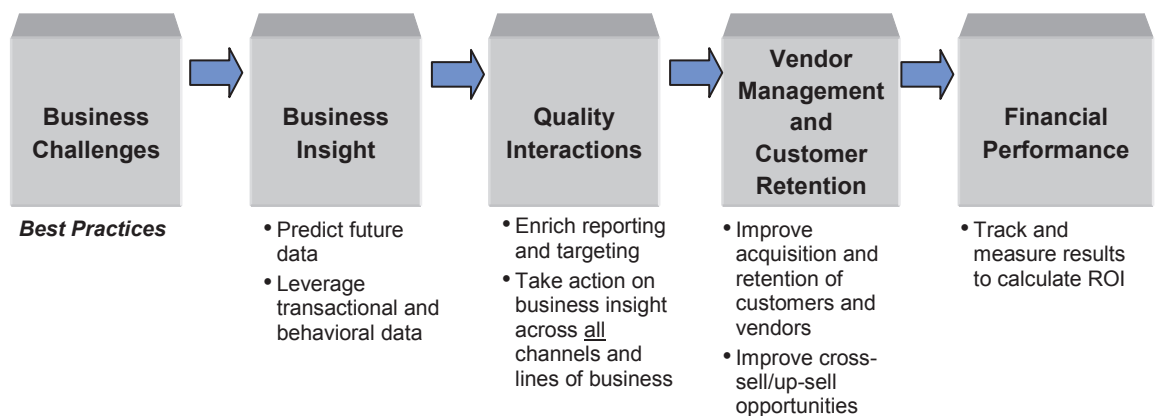 Business
Challenges
Business
Insight
Quality
Interactions
Vendor
Management
and
Customer
Retention
Financial
Performance
Best Practices
• Predict future
data
• Leverage
transactional and
behavioral data
• Enrich reporting
and targeting
• Take action on
business insight
across all
channels and
lines of business
• Improve
acquisition and
retention of
customers and
vendors
• Improve cross-
sell/up-sell
opportunities
• Track and
measure results
to calculate ROI